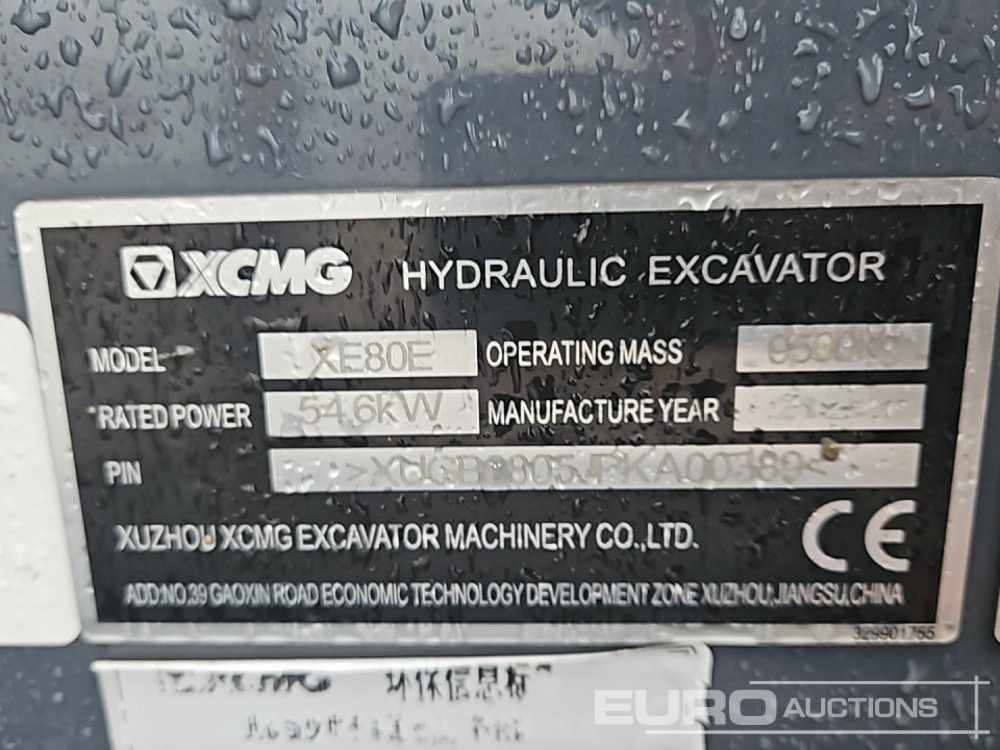 XCMG HYDRAULIC EXCAVATOR
MODEL XE80E OPERATING MASS
RATED POWER 54.6kW MANUFACTURE YEAR
PIN
XUZHOU XCMG EXCAVATOR MACHINERY CO.,LTD.
CE
ADD:NO.39 GAOXIN ROAD ECONOMIC TECHNOLOGY DEVELOPMENT ZONE XUZHOU,JIANGSU,CHINA
329901755
XCMG 环保信息标
EURO AUCTIONS